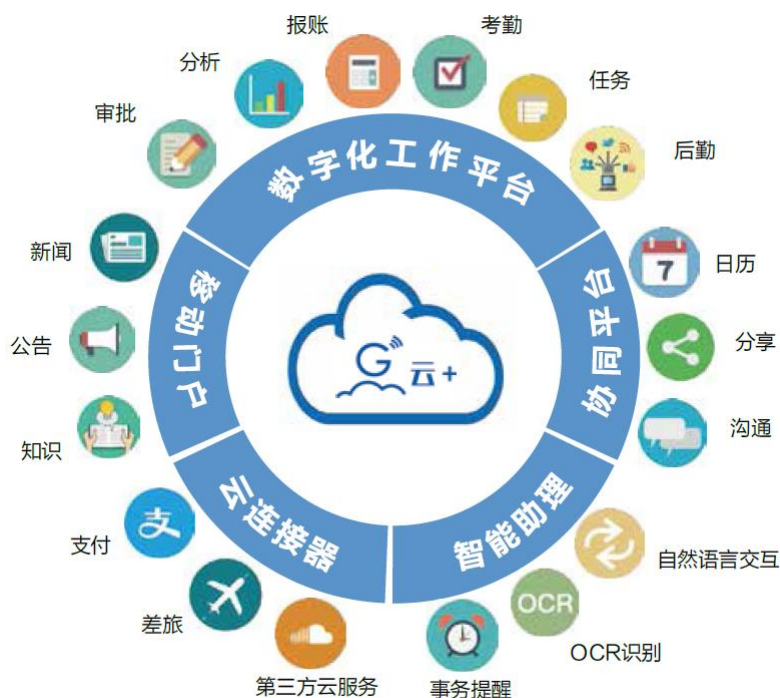 报账
考勤
分析
任务
审批
后勤
数字化工作平台
新闻
日历
7
移动门户
协同平台
公告
分享
G
云+
知识
沟通
云连接器
智能助理
支付
支
自然语言交互
差旅
OCR
OCR识别
第三方云服务
事务提醒